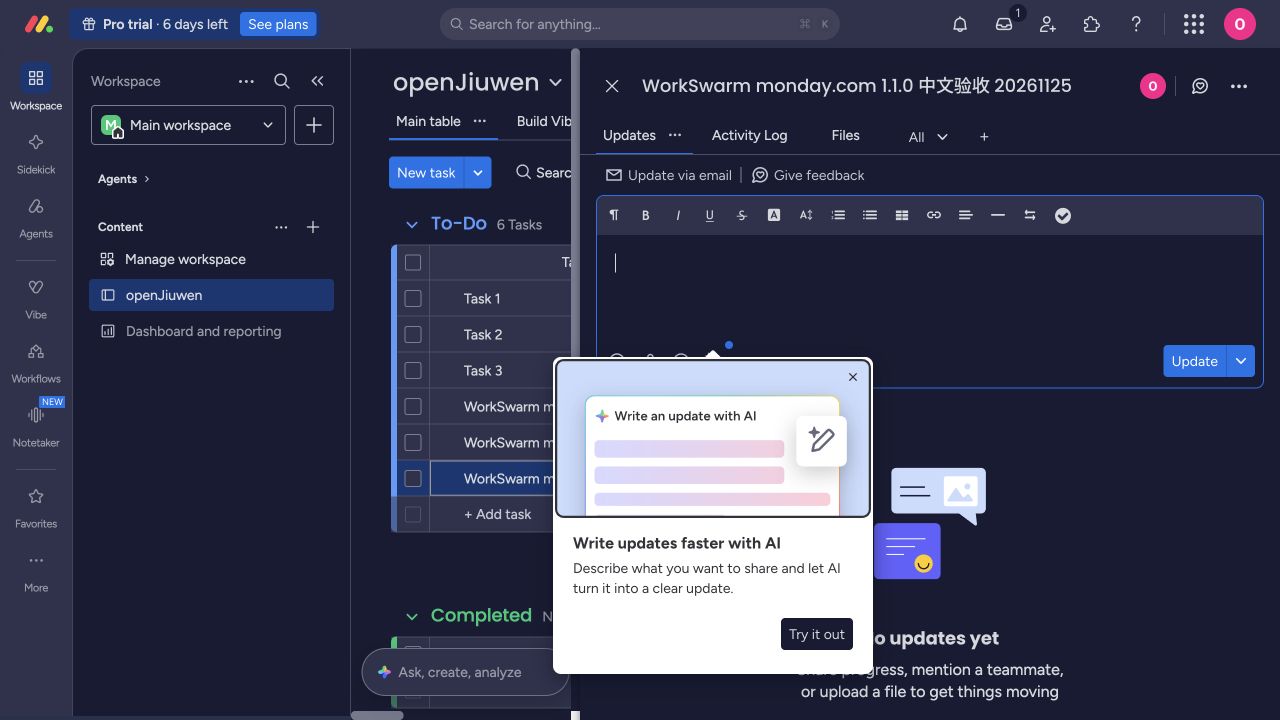 Pro trial · 6 days left
See plans
Search for anything...
⌘ K
1
O
Workspace
Sidekick
Agents
Vibe
Workflows
NEW
Notetaker
Favorites
More
Workspace
M
Main workspace
Agents
Content
Manage workspace
openJiuwen
Dashboard and reporting
openJiuwen
Main table
Build Vib
New task
Searc
To-Do
6 Tasks
Task 1
Task 2
Task 3
WorkSwarm m
WorkSwarm m
WorkSwarm m
+ Add task
Completed
Ask, create, analyze
WorkSwarm monday.com 1.1.0 中文验收 20261125
O
Updates
Activity Log
Files
All
+
Update via email
Give feedback
B I U S A
Update
Write an update with AI
Write updates faster with AI
Describe what you want to share and let AI
turn it into a clear update.
Try it out
o updates yet
Share progress, mention a teammate,
or upload a file to get things moving